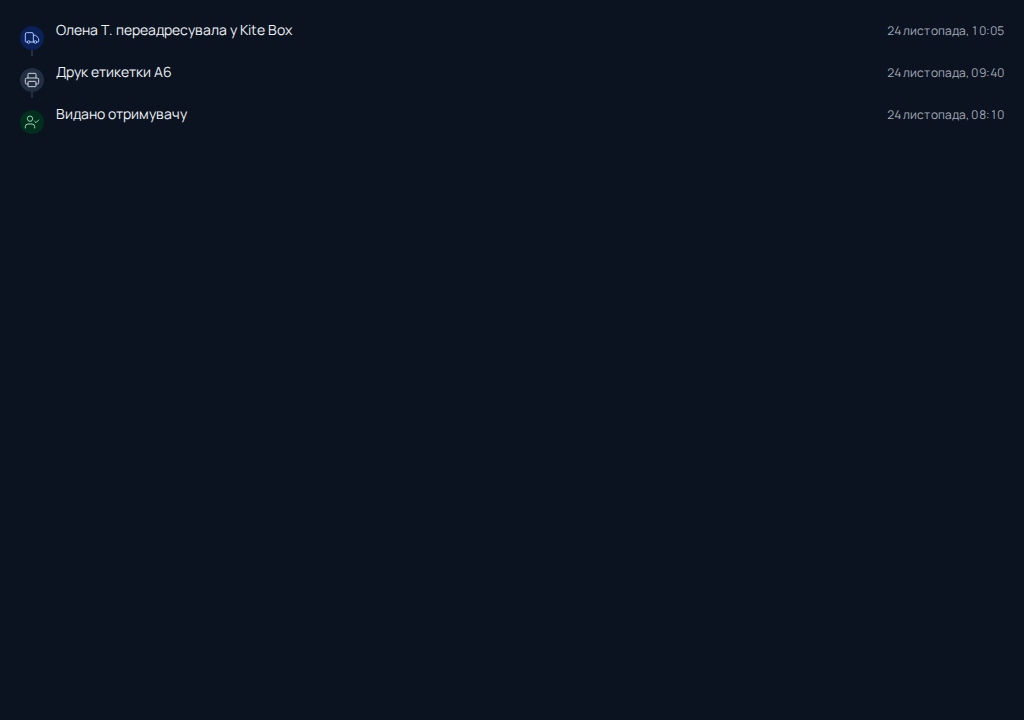 Олена Т. переадресувала у Kite Box 24 листопада, 10:05
Друк етикетки А6 24 листопада, 09:40
Видано отримувачу 24 листопада, 08:10